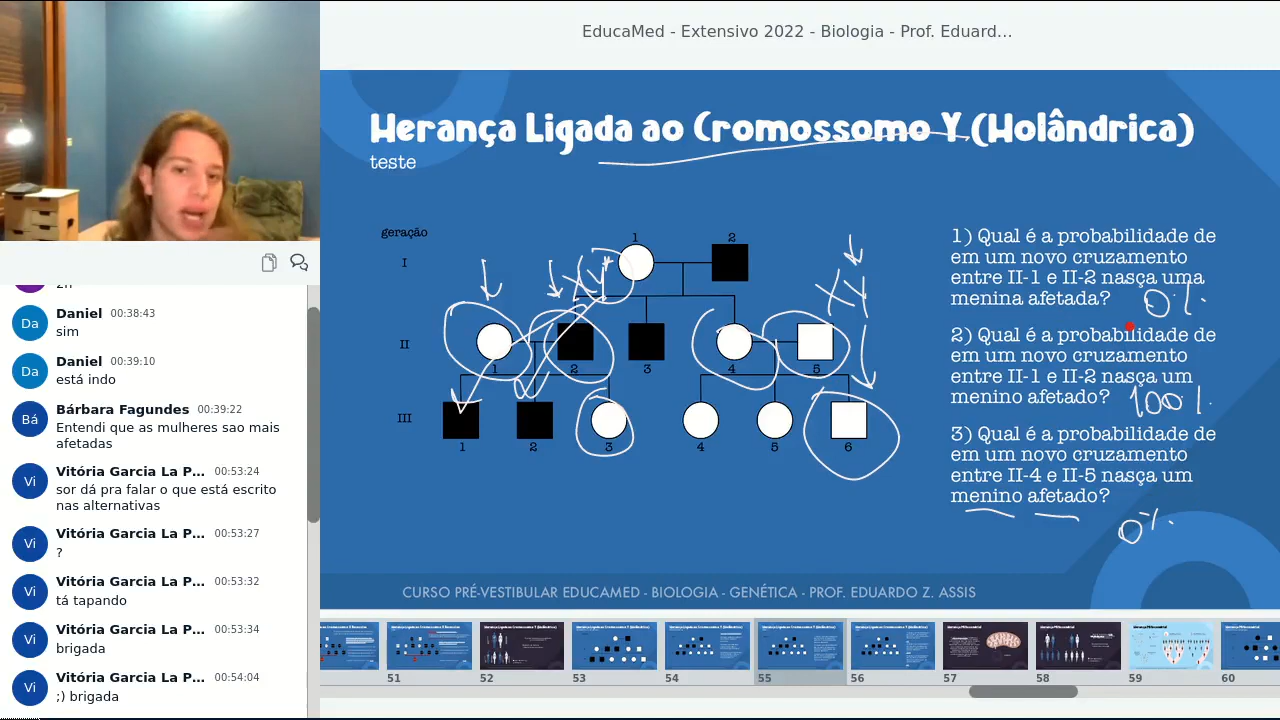 EducaMed - Extensivo 2022 - Biologia - Prof. Eduard...
Herança Ligada ao Cromossomo Y (Holândrica)
teste
geração
1 2
I
XY*
XY
II
1 2 3 4 5
III
1 2 3 4 5 6
1) Qual é a probabilidade de
em um novo cruzamento
entre II-1 e II-2 nasça uma
menina afetada? 0%
2) Qual é a probabilidade de
em um novo cruzamento
entre II-1 e II-2 nasça um
menino afetado? 100%
3) Qual é a probabilidade de
em um novo cruzamento
entre II-4 e II-5 nasça um
menino afetado?
0%
CURSO PRÉ-VESTIBULAR EDUCAMED - BIOLOGIA - GENÉTICA - PROF. EDUARDO Z. ASSIS
Da
Daniel 00:38:43
sim
Da
Daniel 00:39:10
está indo
Bá
Bárbara Fagundes 00:39:22
Entendi que as mulheres sao mais
afetadas
Vi
Vitória Garcia La P... 00:53:24
sor dá pra falar o que está escrito
nas alternativas
Vi
Vitória Garcia La P... 00:53:27
?
Vi
Vitória Garcia La P... 00:53:32
tá tapando
Vi
Vitória Garcia La P... 00:53:34
brigada
Vi
Vitória Garcia La P... 00:54:04
;) brigada
51 52 53 54 55 56 57 58 59 60